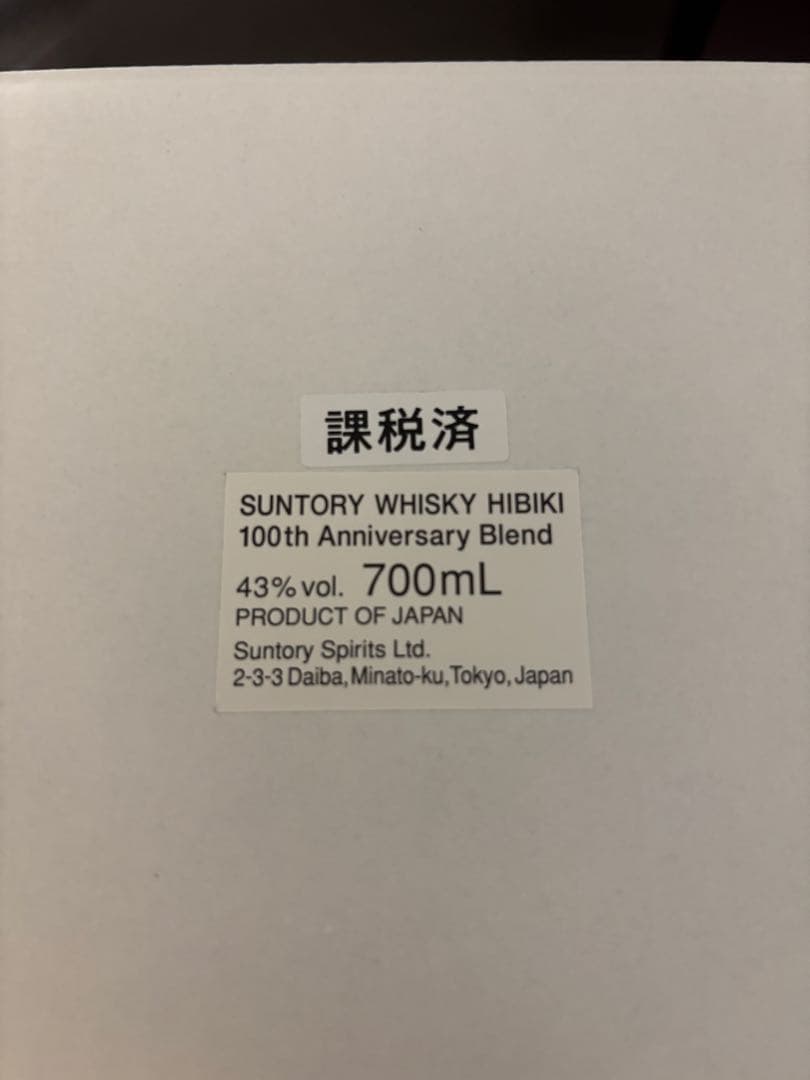 課税済
SUNTORY WHISKY HIBIKI
100th Anniversary Blend
43% vol. 700mL
PRODUCT OF JAPAN
Suntory Spirits Ltd.
2-3-3 Daiba, Minato-ku, Tokyo, Japan